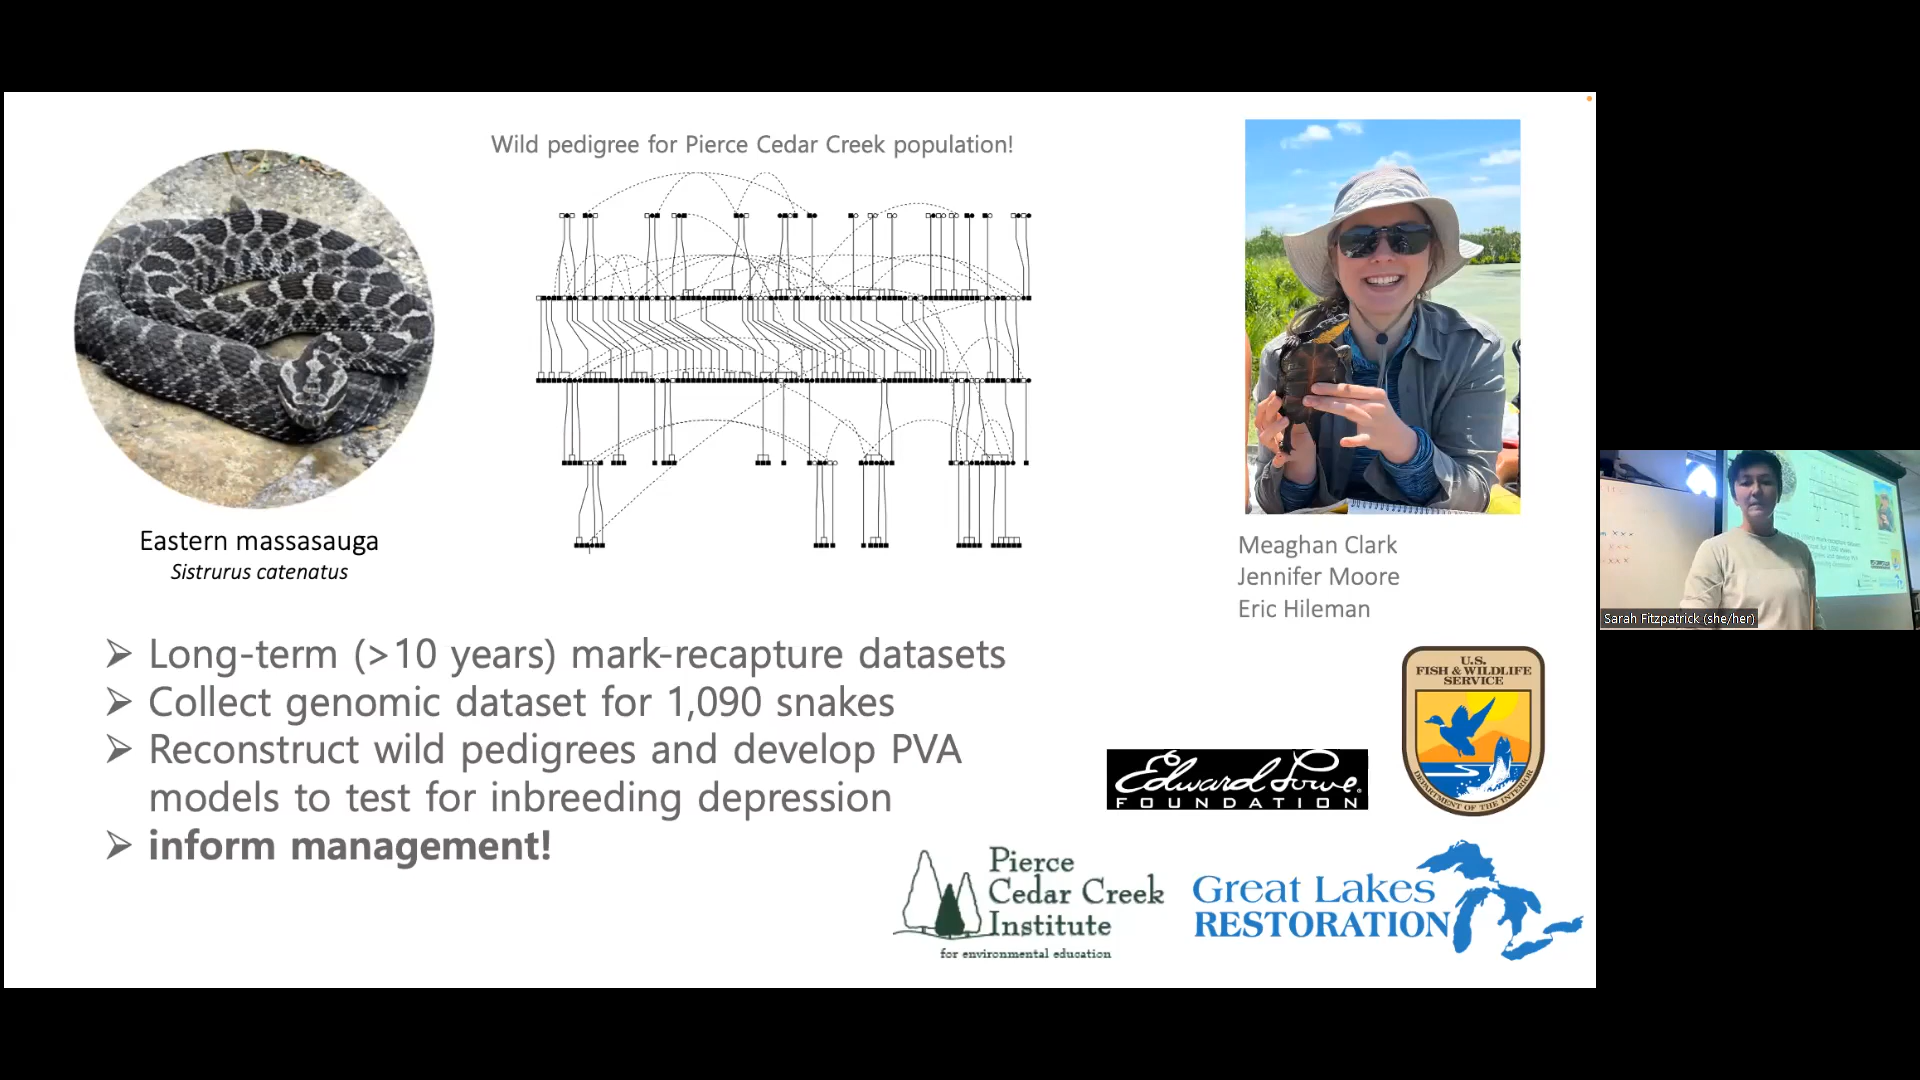 Wild pedigree for Pierce Cedar Creek population!
Eastern massasauga
Sistrurus catenatus
Meaghan Clark
Jennifer Moore
Eric Hileman
➢ Long-term (>10 years) mark-recapture datasets
➢ Collect genomic dataset for 1,090 snakes
➢ Reconstruct wild pedigrees and develop PVA
models to test for inbreeding depression
➢ inform management!
U.S.
FISH & WILDLIFE
SERVICE
DEPARTMENT OF THE INTERIOR
Edward Lowe
FOUNDATION
Pierce
Cedar Creek
Institute
for environmental education
Great Lakes
RESTORATION
Sarah Fitzpatrick (she/her)